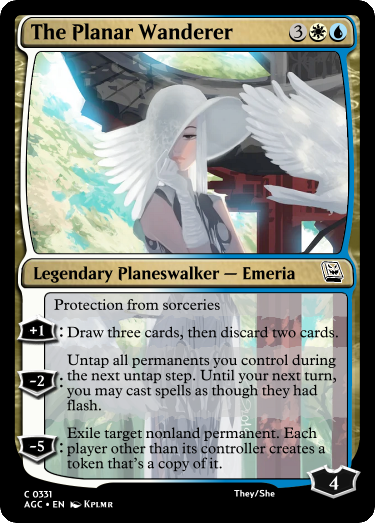 The Planar Wanderer 3
Legendary Planeswalker — Emeria
Protection from sorceries
+1: Draw three cards, then discard two cards.
Untap all permanents you control during
-2: the next untap step. Until your next turn,
you may cast spells as though they had
flash.
Exile target nonland permanent. Each
-5: player other than its controller creates a
token that's a copy of it.
4
C 0331 They/She
AGC • EN KPLMR